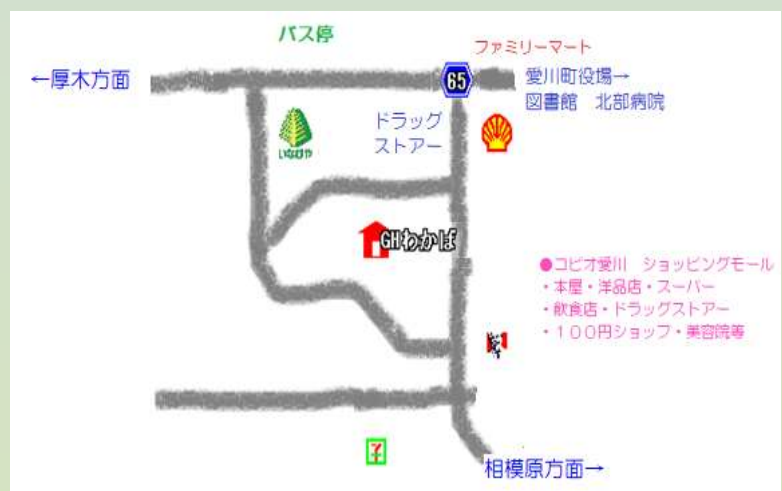 バス停
ファミリーマート
←厚木方面
65
愛川町役場→
図書館 北部病院
ドラッグ
ストアー
いなげや
GHわかば
●コピオ愛川 ショッピングモール
・本屋・洋品店・スーパー
・飲食店・ドラッグストアー
・100円ショップ・美容院等
7
相模原方面→